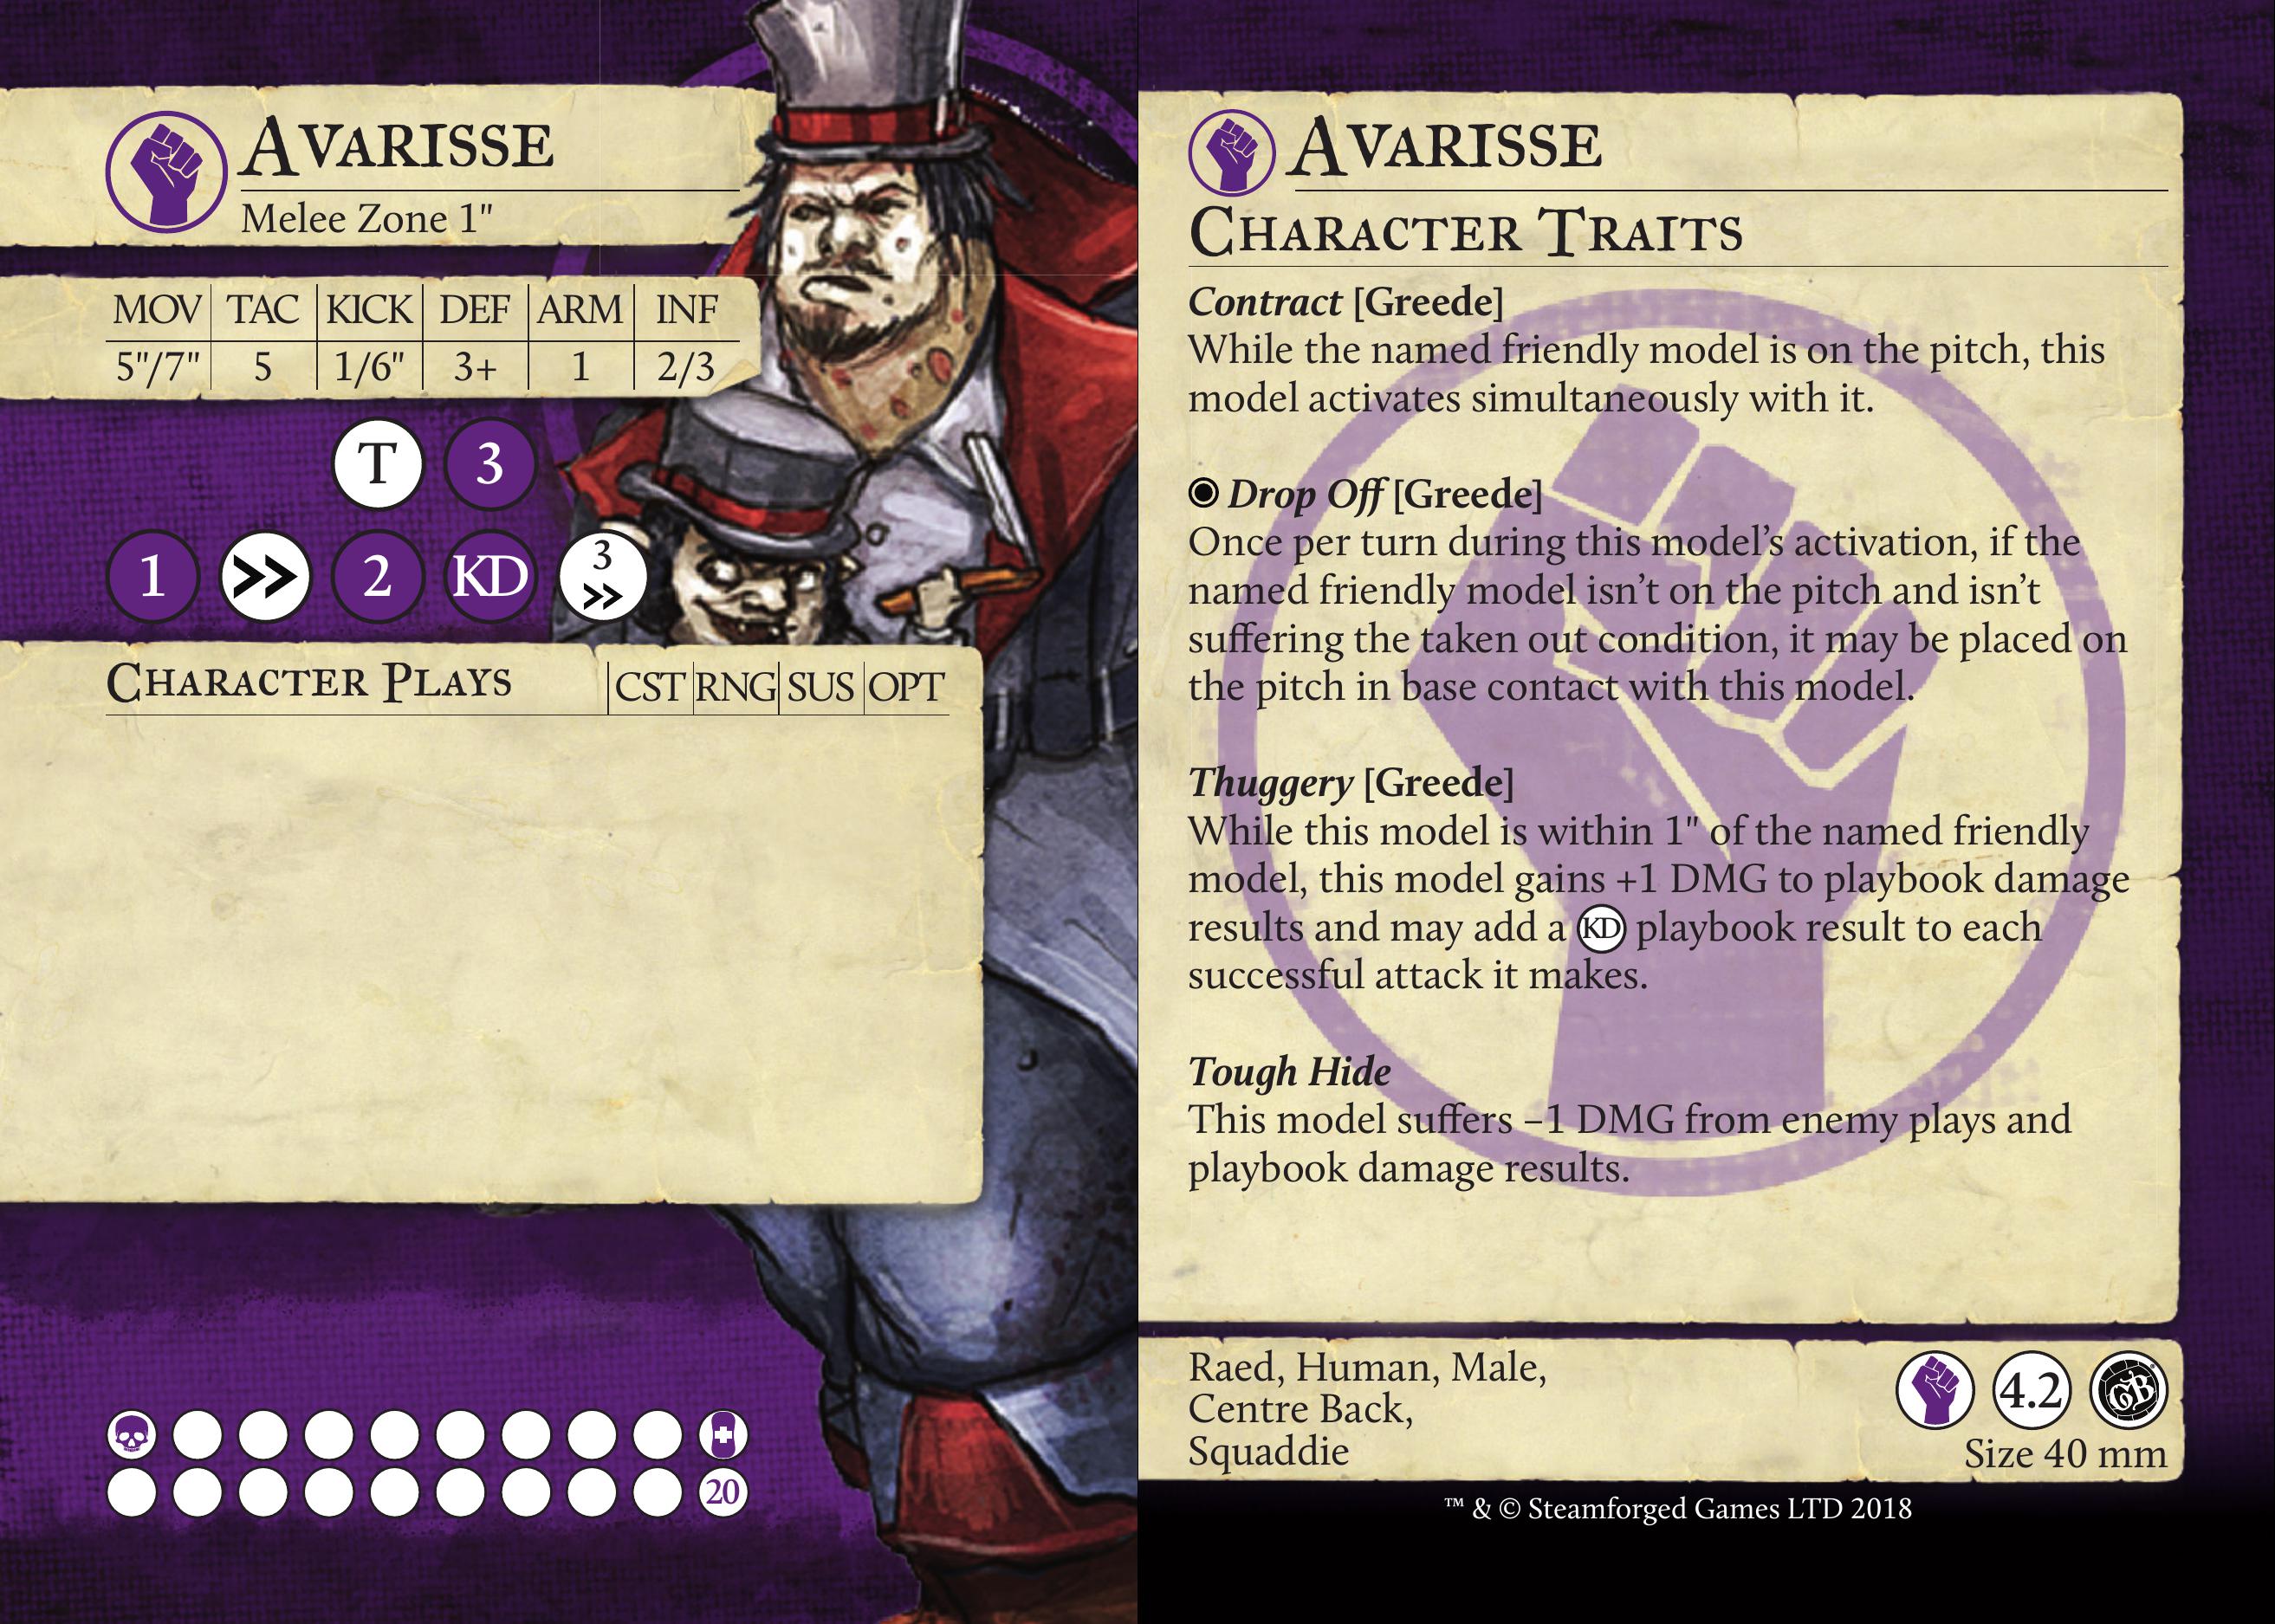 AVARISSE
Melee Zone 1"
MOV TAC KICK DEF ARM INF
5"/7" 5 1/6" 3+ 1 2/3
T 3
1 >> 2 KD 3 >>
CHARACTER PLAYS CST RNG SUS OPT
20
AVARISSE
CHARACTER TRAITS
Contract [Greede]
While the named friendly model is on the pitch, this
model activates simultaneously with it.
Drop Off [Greede]
Once per turn during this model's activation, if the
named friendly model isn't on the pitch and isn't
suffering the taken out condition, it may be placed on
the pitch in base contact with this model.
Thuggery [Greede]
While this model is within 1" of the named friendly
model, this model gains +1 DMG to playbook damage
results and may add a KD playbook result to each
successful attack it makes.
Tough Hide
This model suffers –1 DMG from enemy plays and
playbook damage results.
Raed, Human, Male,
Centre Back,
Squaddie
4.2 GB
Size 40 mm
™ & © Steamforged Games LTD 2018